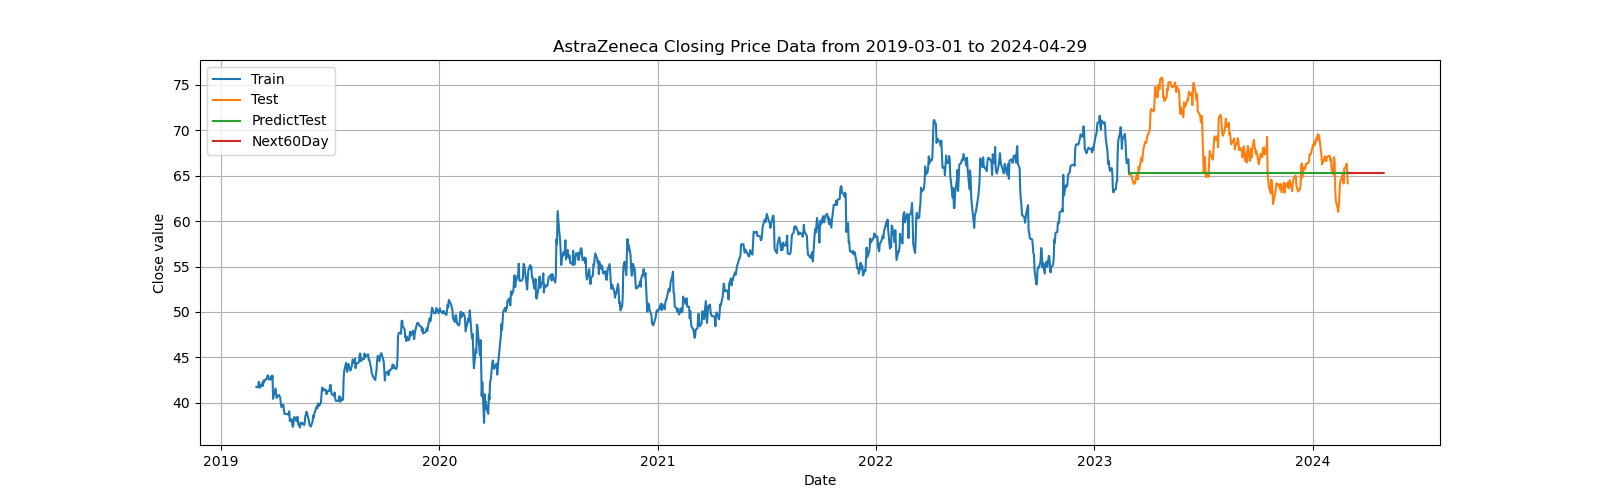 AstraZeneca Closing Price Data from 2019-03-01 to 2024-04-29
Train
Test
PredictTest
Next60Day
75
70
65
60
55
50
45
40
Close value
2019
2020
2021
2022
2023
2024
Date